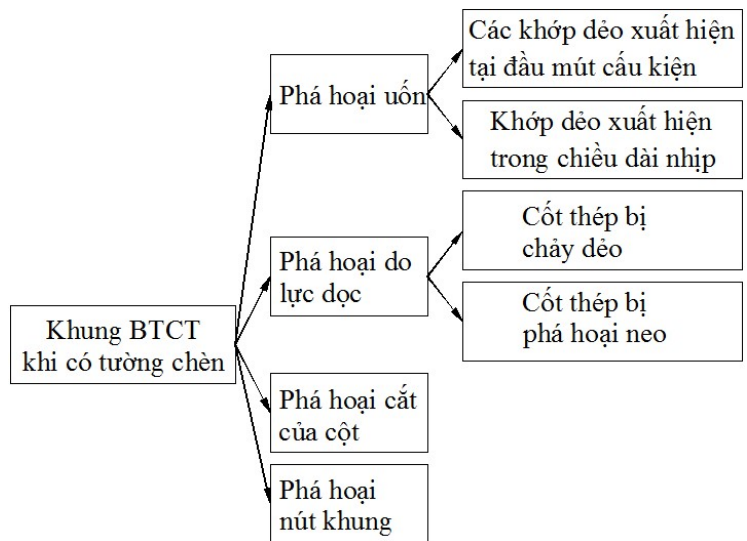 Khung BTCT
khi có tường chèn
Phá hoại uốn
Các khớp dẻo xuất hiện
tại đầu mút cấu kiện
Khớp dẻo xuất hiện
trong chiều dài nhịp
Phá hoại do
lực dọc
Cốt thép bị
chảy dẻo
Cốt thép bị
phá hoại neo
Phá hoại cắt
của cột
Phá hoại
nút khung